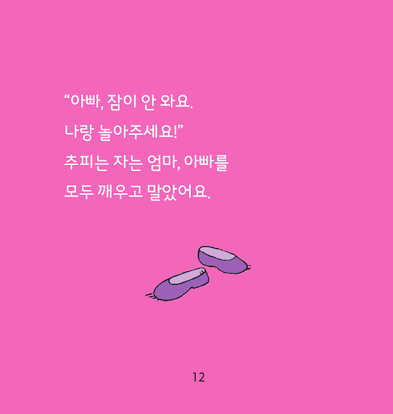 “아빠, 잠이 안 와요.
나랑 놀아주세요!”
추피는 자는 엄마, 아빠를
모두 깨우고 말았어요.
12